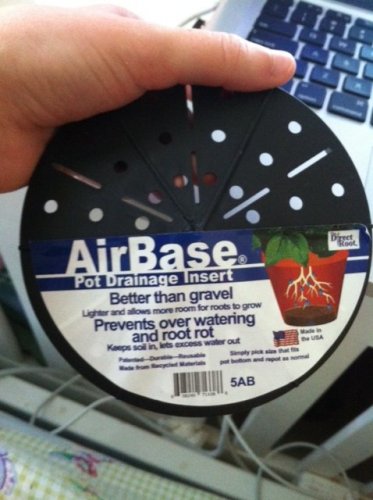 AirBase®
Pot Drainage Insert
Direct
Root.
Better than gravel
Lighter and allows more room for roots to grow
Prevents over watering
and root rot
Keeps soil in, lets excess water out
Made in
the USA
Patented—Durable—Reusable
Made from Recycled Materials
Simply pick size that fits
pot bottom and repot as normal
5AB